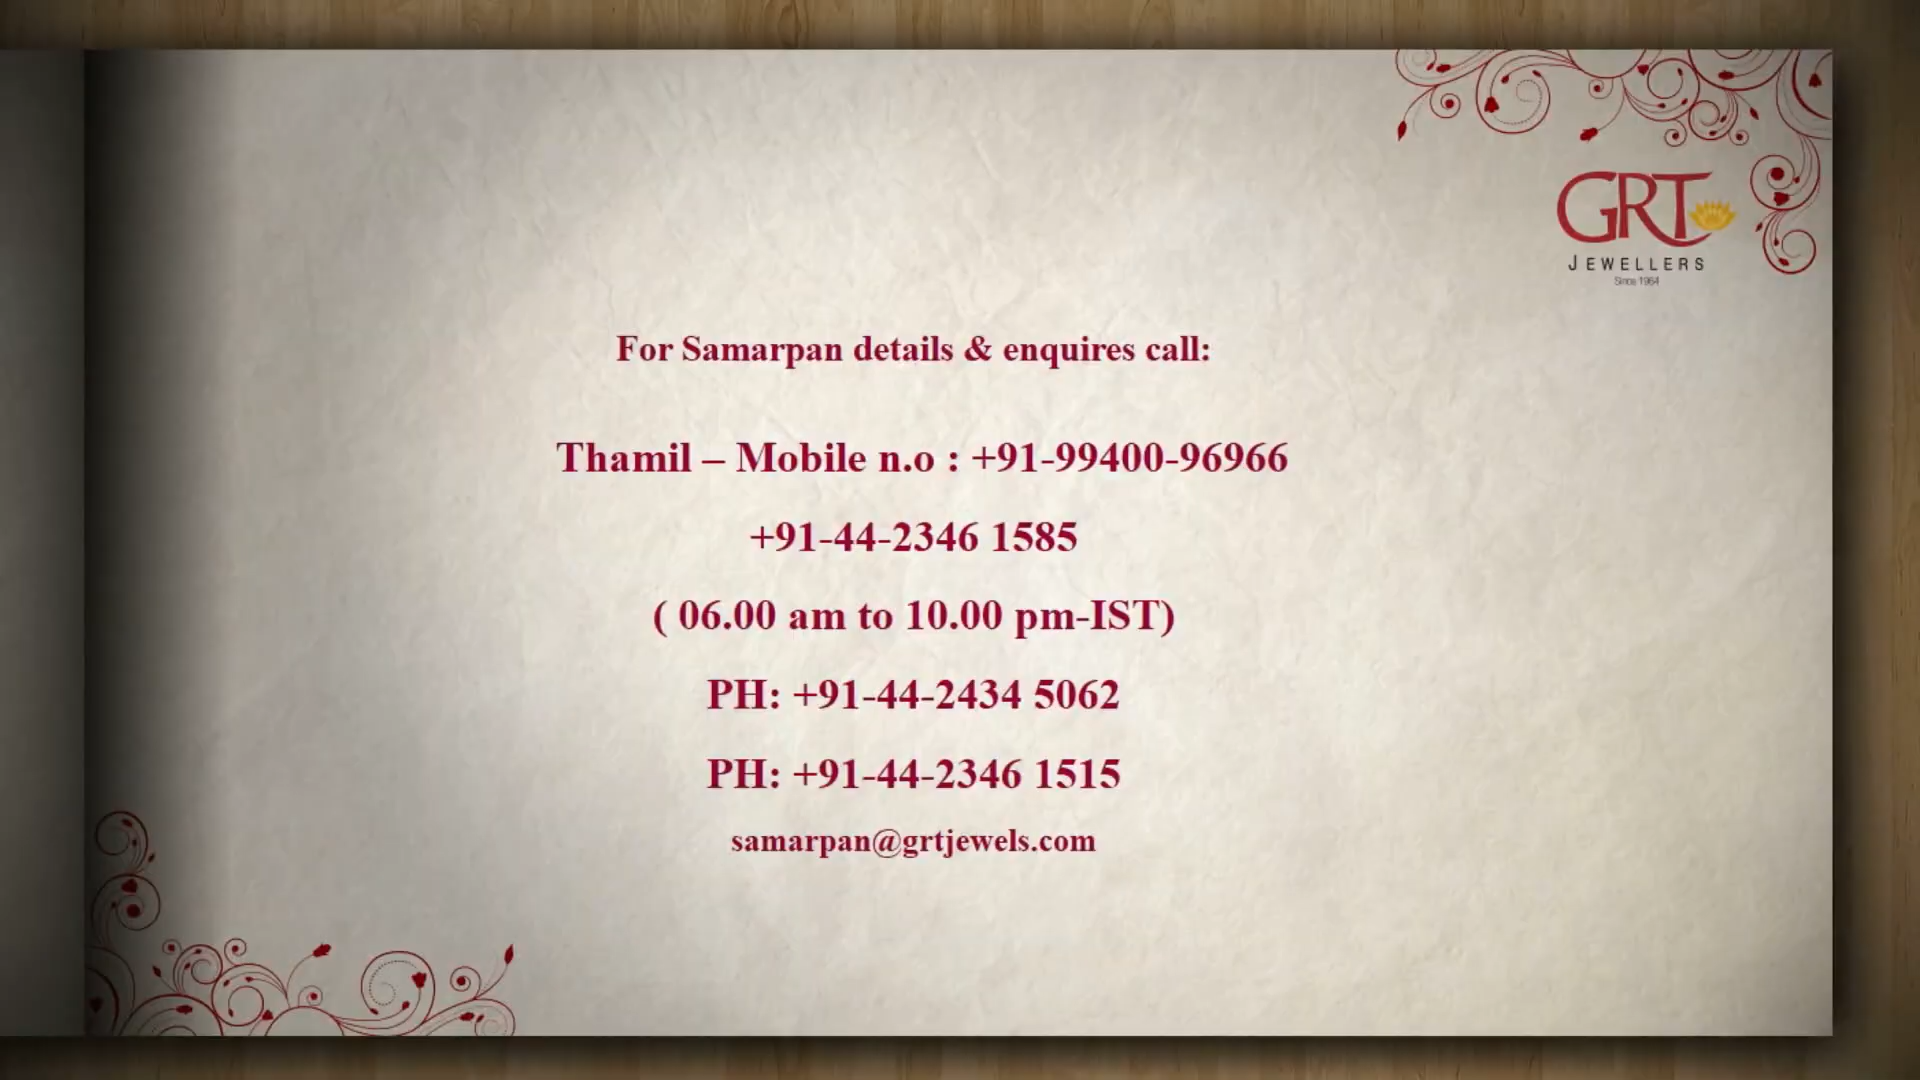 GRT
JEWELLERS
Since 1964
For Samarpan details & enquires call:
Thamil – Mobile n.o : +91-99400-96966
+91-44-2346 1585
( 06.00 am to 10.00 pm-IST)
PH: +91-44-2434 5062
PH: +91-44-2346 1515
samarpan@grtjewels.com